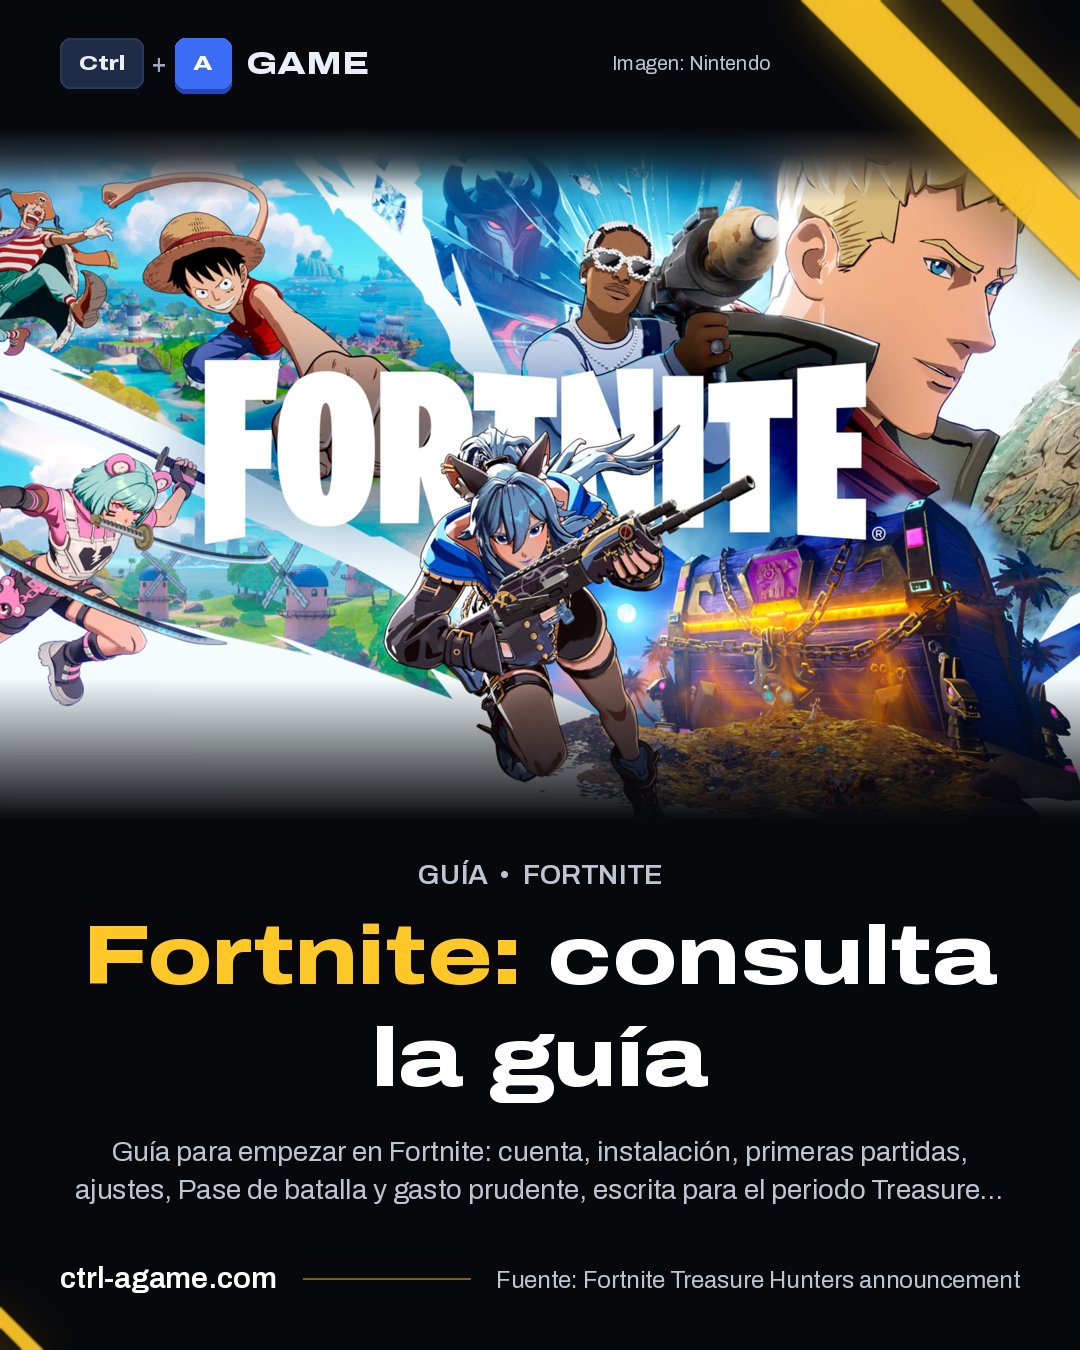 Ctrl + A GAME
Imagen: Nintendo
FORTNITE
®
GUÍA • FORTNITE
Fortnite: consulta
la guía
Guía para empezar en Fortnite: cuenta, instalación, primeras partidas,
ajustes, Pase de batalla y gasto prudente, escrita para el periodo Treasure...
ctrl-agame.com
Fuente: Fortnite Treasure Hunters announcement